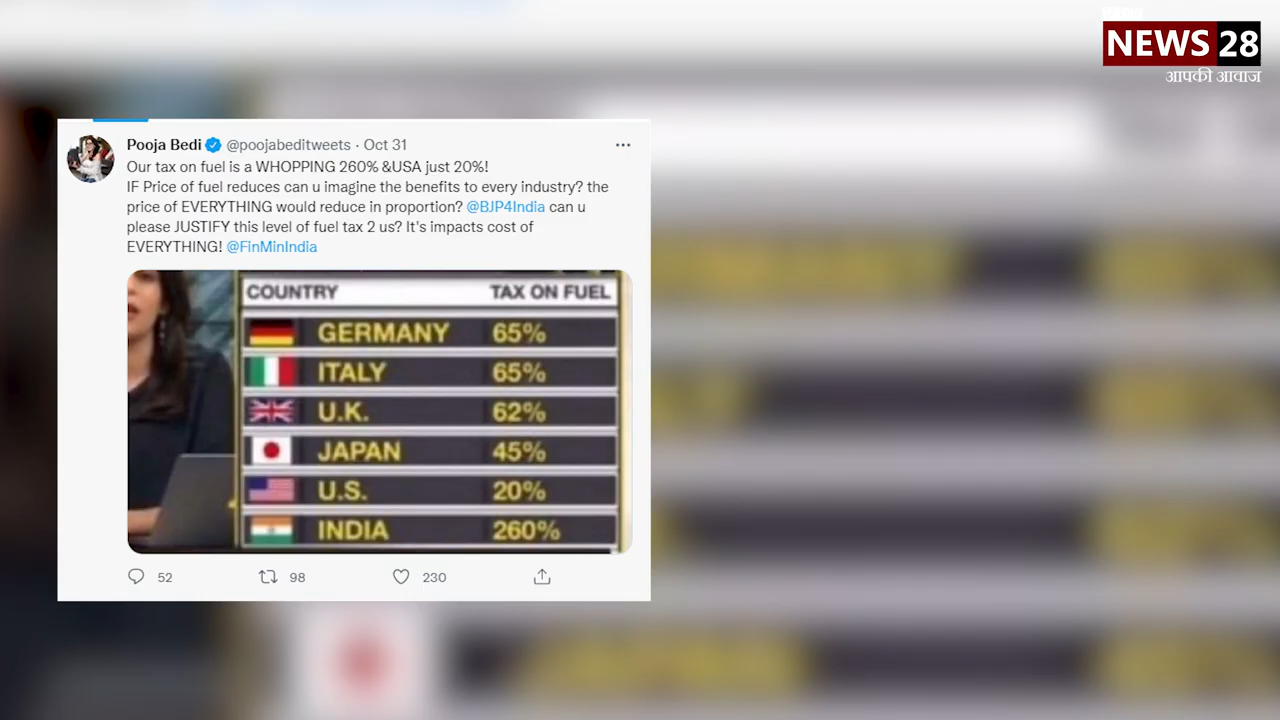 NEWS 28
आपकी आवाज
Pooja Bedi @poojabeditweets · Oct 31
Our tax on fuel is a WHOPPING 260% &USA just 20%!
IF Price of fuel reduces can u imagine the benefits to every industry? the
price of EVERYTHING would reduce in proportion? @BJP4India can u
please JUSTIFY this level of fuel tax 2 us? It's impacts cost of
EVERYTHING! @FinMinIndia
COUNTRY TAX ON FUEL
GERMANY 65%
ITALY 65%
U.K. 62%
JAPAN 45%
U.S. 20%
INDIA 260%
52 98 230